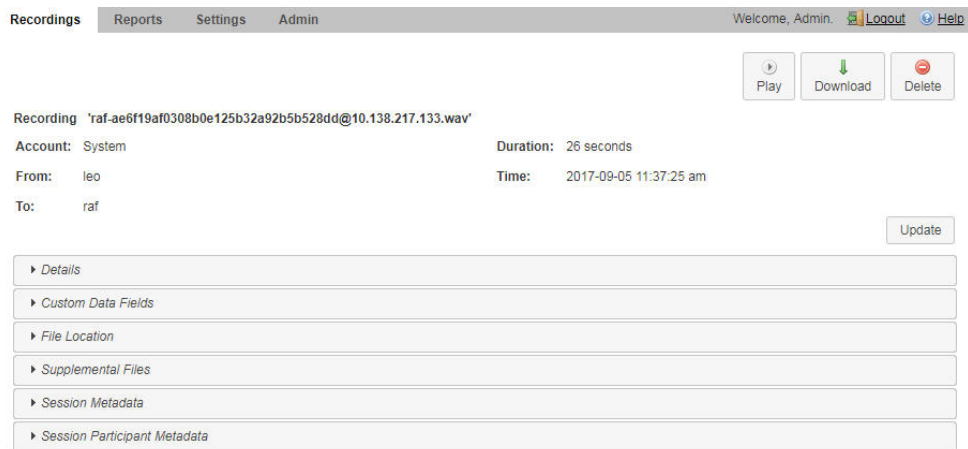 Recordings Reports Settings Admin Welcome, Admin. Logout Help
Play Download Delete
Recording 'raf-ae6f19af0308b0e125b32a92b5b528dd@10.138.217.133.wav'
Account: System Duration: 26 seconds
From: leo Time: 2017-09-05 11:37:25 am
To: raf
Update
Details
Custom Data Fields
File Location
Supplemental Files
Session Metadata
Session Participant Metadata